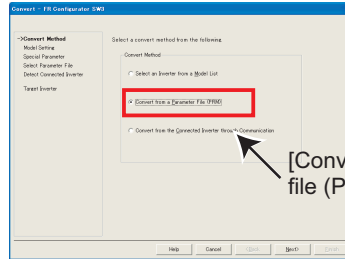 Convert - FR Configurator SW3
->Convert Method
Model Setting
Special Parameter
Select Parameter File
Detect Connected Inverter
Target Inverter
Select a convert method from the following.
Convert Method
Select an Inverter from a Model List
Convert from a Parameter File (PRM)
Convert from the Connected Inverter through Communication
[Conv
file (P
Help
Cancel
Next>